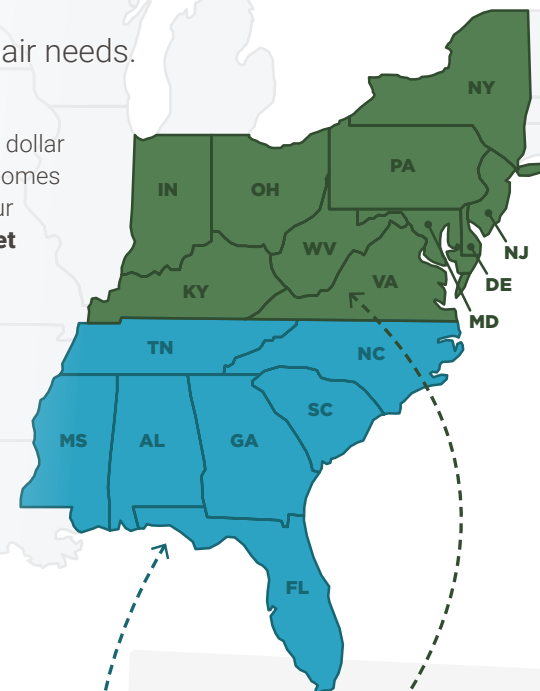 air needs.
dollar
omes
ur
et
NY
PA
IN
OH
WV
NJ
VA
DE
KY
MD
TN
NC
SC
MS
AL
GA
FL